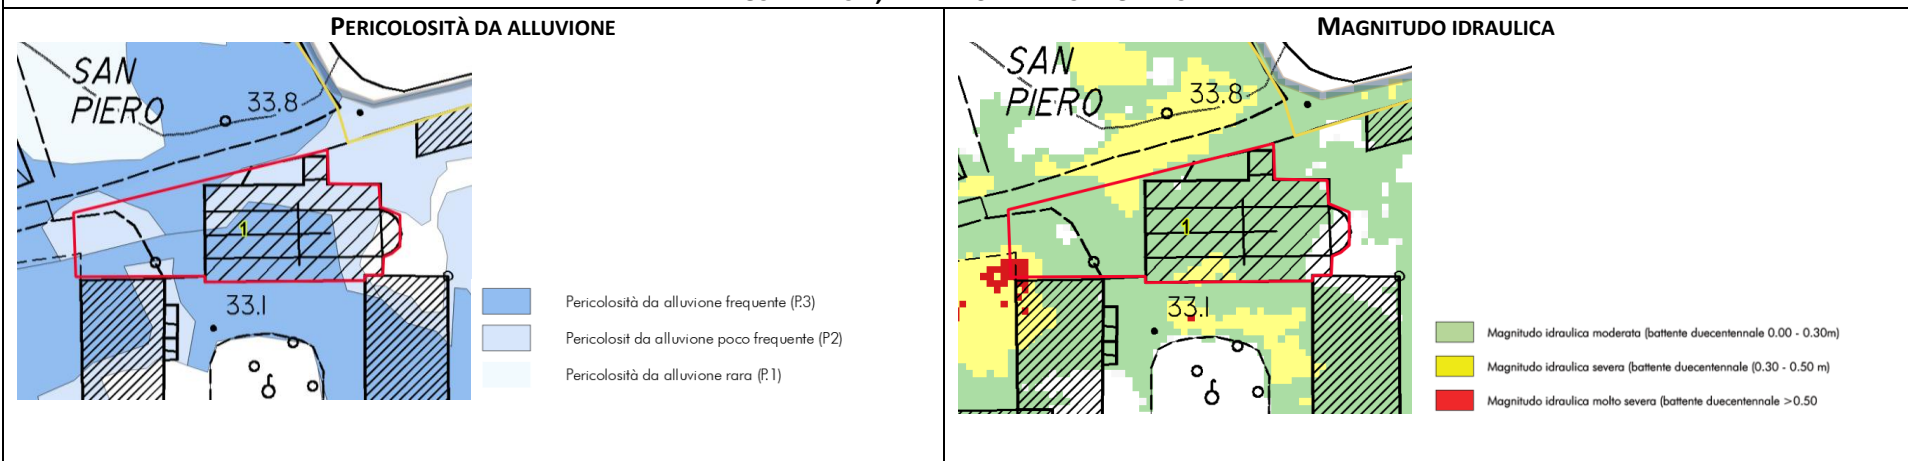 PERICOLOSITÀ DA ALLUVIONE
SAN
PIERO
33.8
1
33.1
Pericolosità da alluvione frequente (P.3)
Pericolosit da alluvione poco frequente (P2)
Pericolosità da alluvione rara (P.1)
MAGNITUDO IDRAULICA
SAN
PIERO
33.8
1
33.1
Magnitudo idraulica moderata (battente duecentennale 0.00 - 0.30m)
Magnitudo idraulica severa (battente duecentennale (0.30 - 0.50 m)
Magnitudo idraulica molto severa (battente duecentennale >0.50